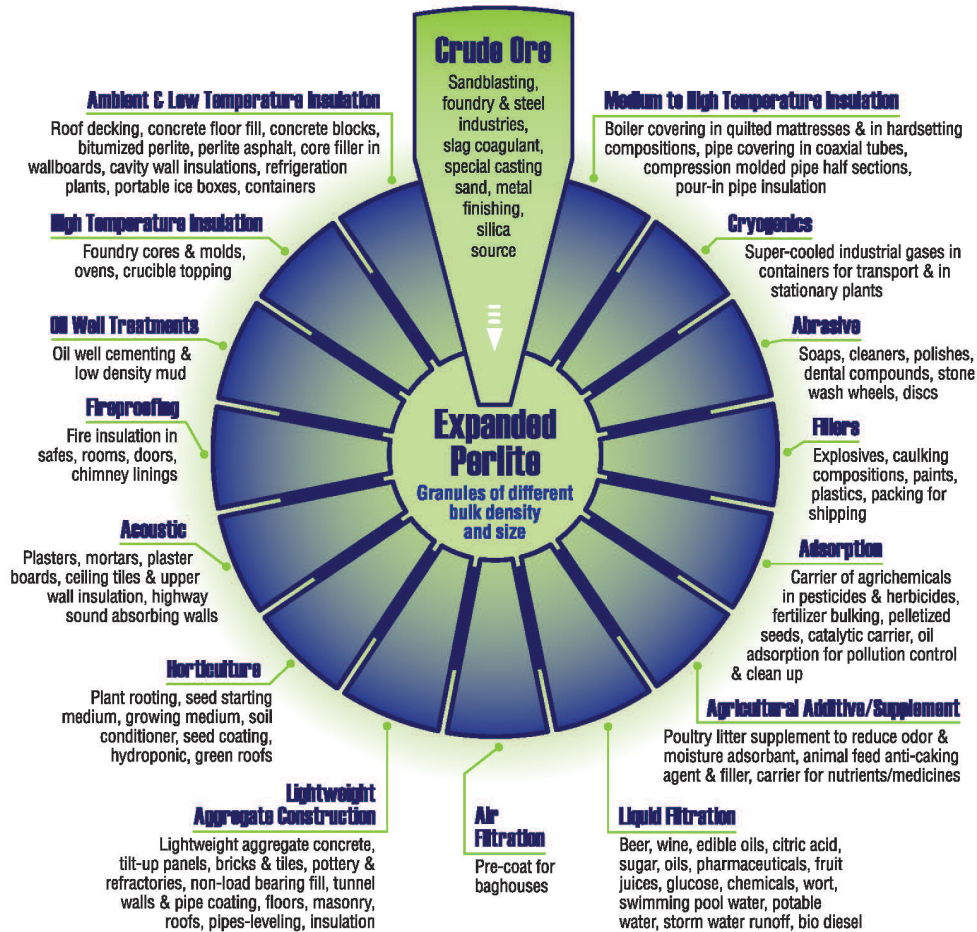 Crude Ore
Sandblasting,
foundry & steel
industries,
slag coagulant,
special casting
sand, metal
finishing,
silica
source
Ambient & Low Temperature Insulation
Roof decking, concrete floor fill, concrete blocks,
bitumized perlite, perlite asphalt, core filler in
wallboards, cavity wall insulations, refrigeration
plants, portable ice boxes, containers
High Temperature Insulation
Foundry cores & molds,
ovens, crucible topping
Oil Well Treatments
Oil well cementing &
low density mud
Fireproofing
Fire insulation in
safes, rooms, doors,
chimney linings
Acoustic
Plasters, mortars, plaster
boards, ceiling tiles & upper
wall insulation, highway
sound absorbing walls
Horticulture
Plant rooting, seed starting
medium, growing medium, soil
conditioner, seed coating,
hydroponic, green roofs
Lightweight
Aggregate Construction
Lightweight aggregate concrete,
tilt-up panels, bricks & tiles, pottery &
refractories, non-load bearing fill, tunnel
walls & pipe coating, floors, masonry,
roofs, pipes-leveling, insulation
Expanded
Perlite
Granules of different
bulk density
and size
Air
Filtration
Pre-coat for
baghouses
Medium to High Temperature Insulation
Boiler covering in quilted mattresses & in hardsetting
compositions, pipe covering in coaxial tubes,
compression molded pipe half sections,
pour-in pipe insulation
Cryogenics
Super-cooled industrial gases in
containers for transport & in
stationary plants
Abrasive
Soaps, cleaners, polishes,
dental compounds, stone
wash wheels, discs
Fillers
Explosives, caulking
compositions, paints,
plastics, packing for
shipping
Adsorption
Carrier of agrichemicals
in pesticides & herbicides,
fertilizer bulking, pelletized
seeds, catalytic carrier, oil
adsorption for pollution control
& clean up
Agricultural Additive/Supplement
Poultry litter supplement to reduce odor &
moisture adsorbant, animal feed anti-caking
agent & filler, carrier for nutrients/medicines
Liquid Filtration
Beer, wine, edible oils, citric acid,
sugar, oils, pharmaceuticals, fruit
juices, glucose, chemicals, wort,
swimming pool water, potable
water, storm water runoff, bio diesel